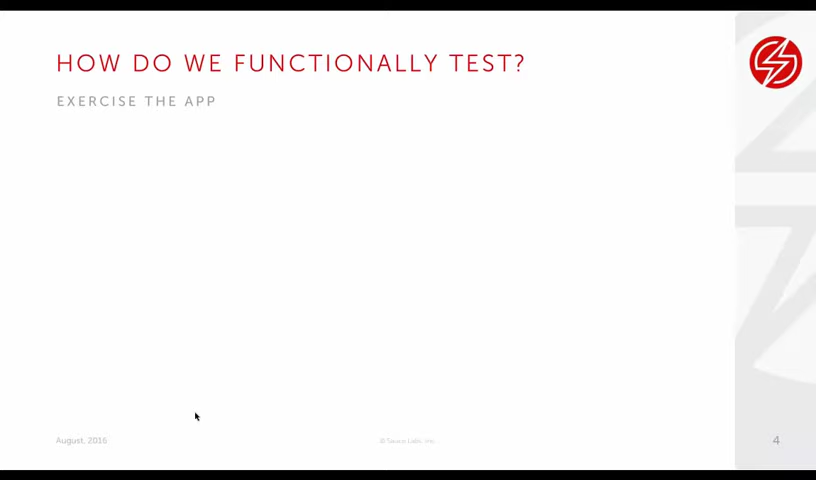 HOW DO WE FUNCTIONALLY TEST?
EXERCISE THE APP
August, 2016
© Sauce Labs, Inc.
4